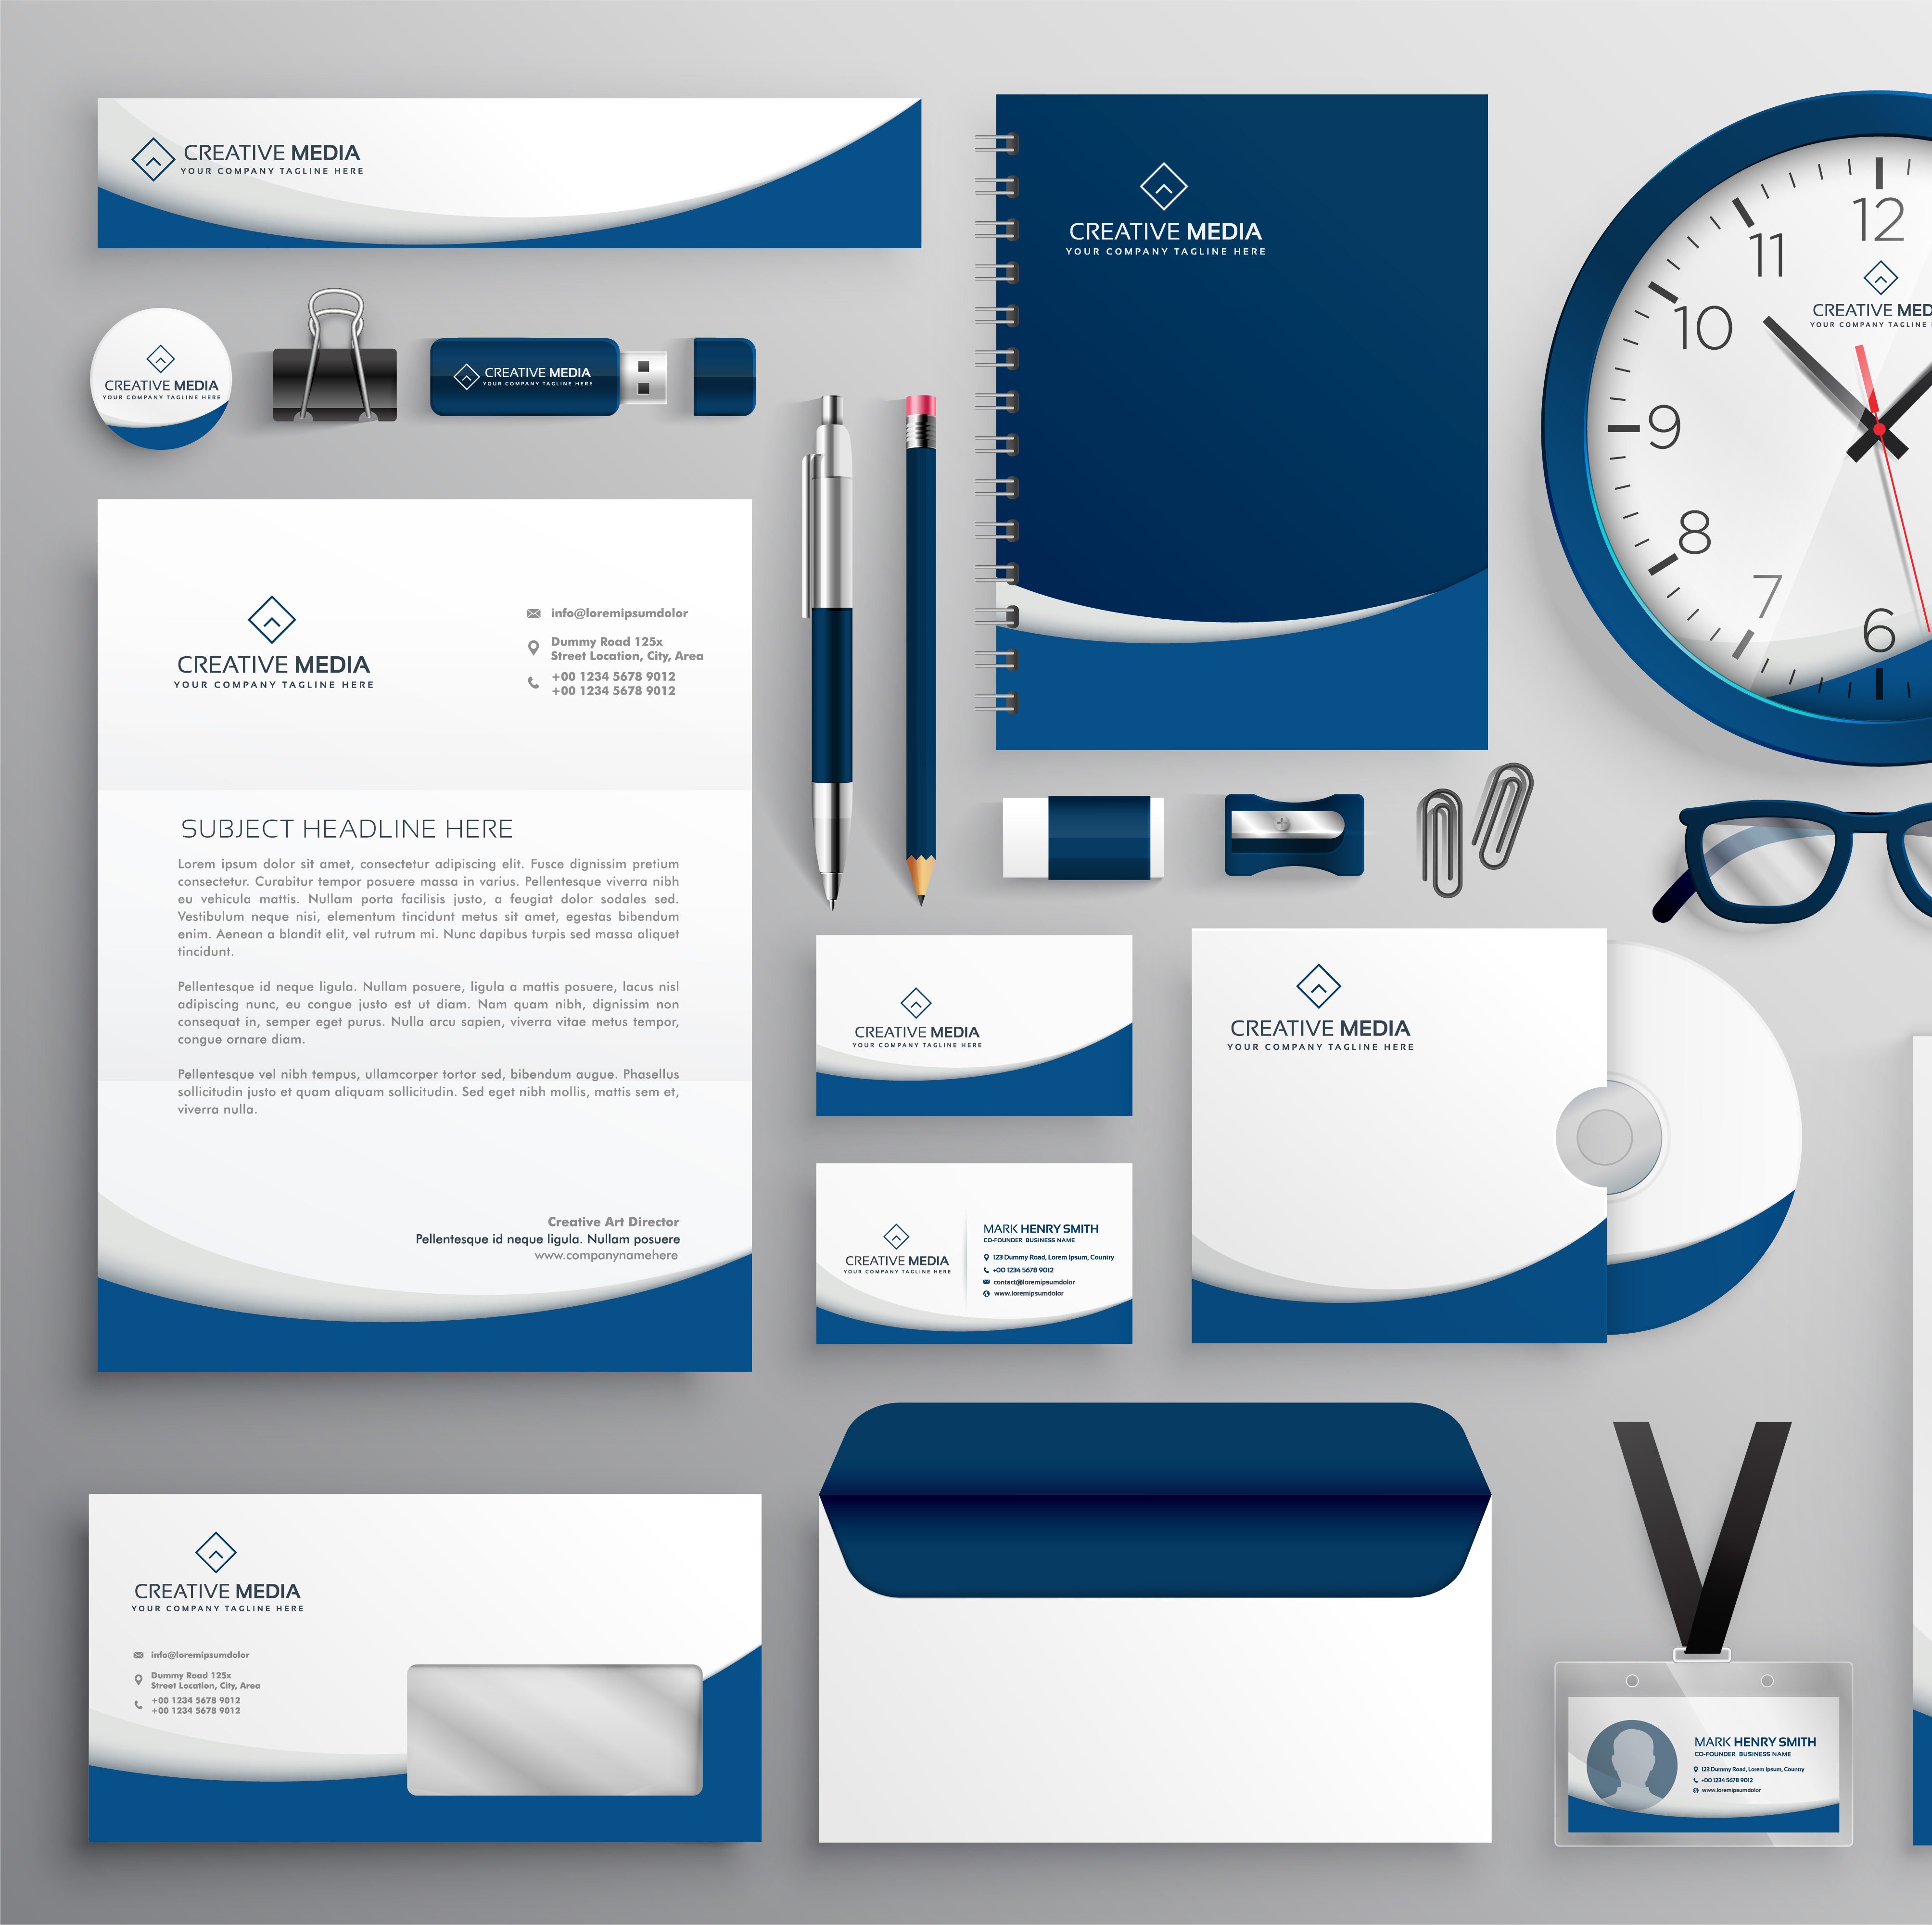 CREATIVE MEDIA
YOUR COMPANY TAGLINE HERE
CREATIVE MEDIA
YOUR COMPANY TAGLINE HERE
CREATIVE MEDIA
YOUR COMPANY TAGLINE HERE
CREATIVE MEDIA
YOUR COMPANY TAGLINE HERE
12
11
10
9
8
7
6
CREATIVE MED
YOUR COMPANY TAGLINE
CREATIVE MEDIA
YOUR COMPANY TAGLINE HERE
info@loremipsumdolor
Dummy Road 125x
Street Location, City, Area
+00 1234 5678 9012
+00 1234 5678 9012
SUBJECT HEADLINE HERE
Lorem ipsum dolor sit amet, consectetur adipiscing elit. Fusce dignissim pretium
consectetur. Curabitur tempor posuere massa in varius. Pellentesque viverra nibh
eu vehicula mattis. Nullam porta facilisis justo, a feugiat dolor sodales sed.
Vestibulum neque nisi, elementum tincidunt metus sit amet, egestas bibendum
enim. Aenean a blandit elit, vel rutrum mi. Nunc dapibus turpis sed massa aliquet
tincidunt.
Pellentesque id neque ligula. Nullam posuere, ligula a mattis posuere, lacus nisl
adipiscing nunc, eu congue justo est ut diam. Nam quam nibh, dignissim non
consequat in, semper eget purus. Nulla arcu sapien, viverra vitae metus tempor,
congue ornare diam.
Pellentesque vel nibh tempus, ullamcorper tortor sed, bibendum augue. Phasellus
sollicitudin justo et quam aliquam sollicitudin. Sed eget nibh mollis, mattis sem et,
viverra nulla.
Creative Art Director
Pellentesque id neque ligula. Nullam posuere
www.companynamehere
CREATIVE MEDIA
YOUR COMPANY TAGLINE HERE
CREATIVE MEDIA
YOUR COMPANY TAGLINE HERE
MARK HENRY SMITH
CO-FOUNDER BUSINESS NAME
123 Dummy Road, Lorem Ipsum, Country
+00 1234 5678 9012
contact@loremipsumdolor
www.loremipsumdolor
CREATIVE MEDIA
YOUR COMPANY TAGLINE HERE
CREATIVE MEDIA
YOUR COMPANY TAGLINE HERE
info@loremipsumdolor
Dummy Road 125x
Street Location, City, Area
+00 1234 5678 9012
+00 1234 5678 9012
MARK HENRY SMITH
CO-FOUNDER BUSINESS NAME
123 Dummy Road, Lorem Ipsum, Country
+00 1234 5678 9012
www.loremipsumdolor